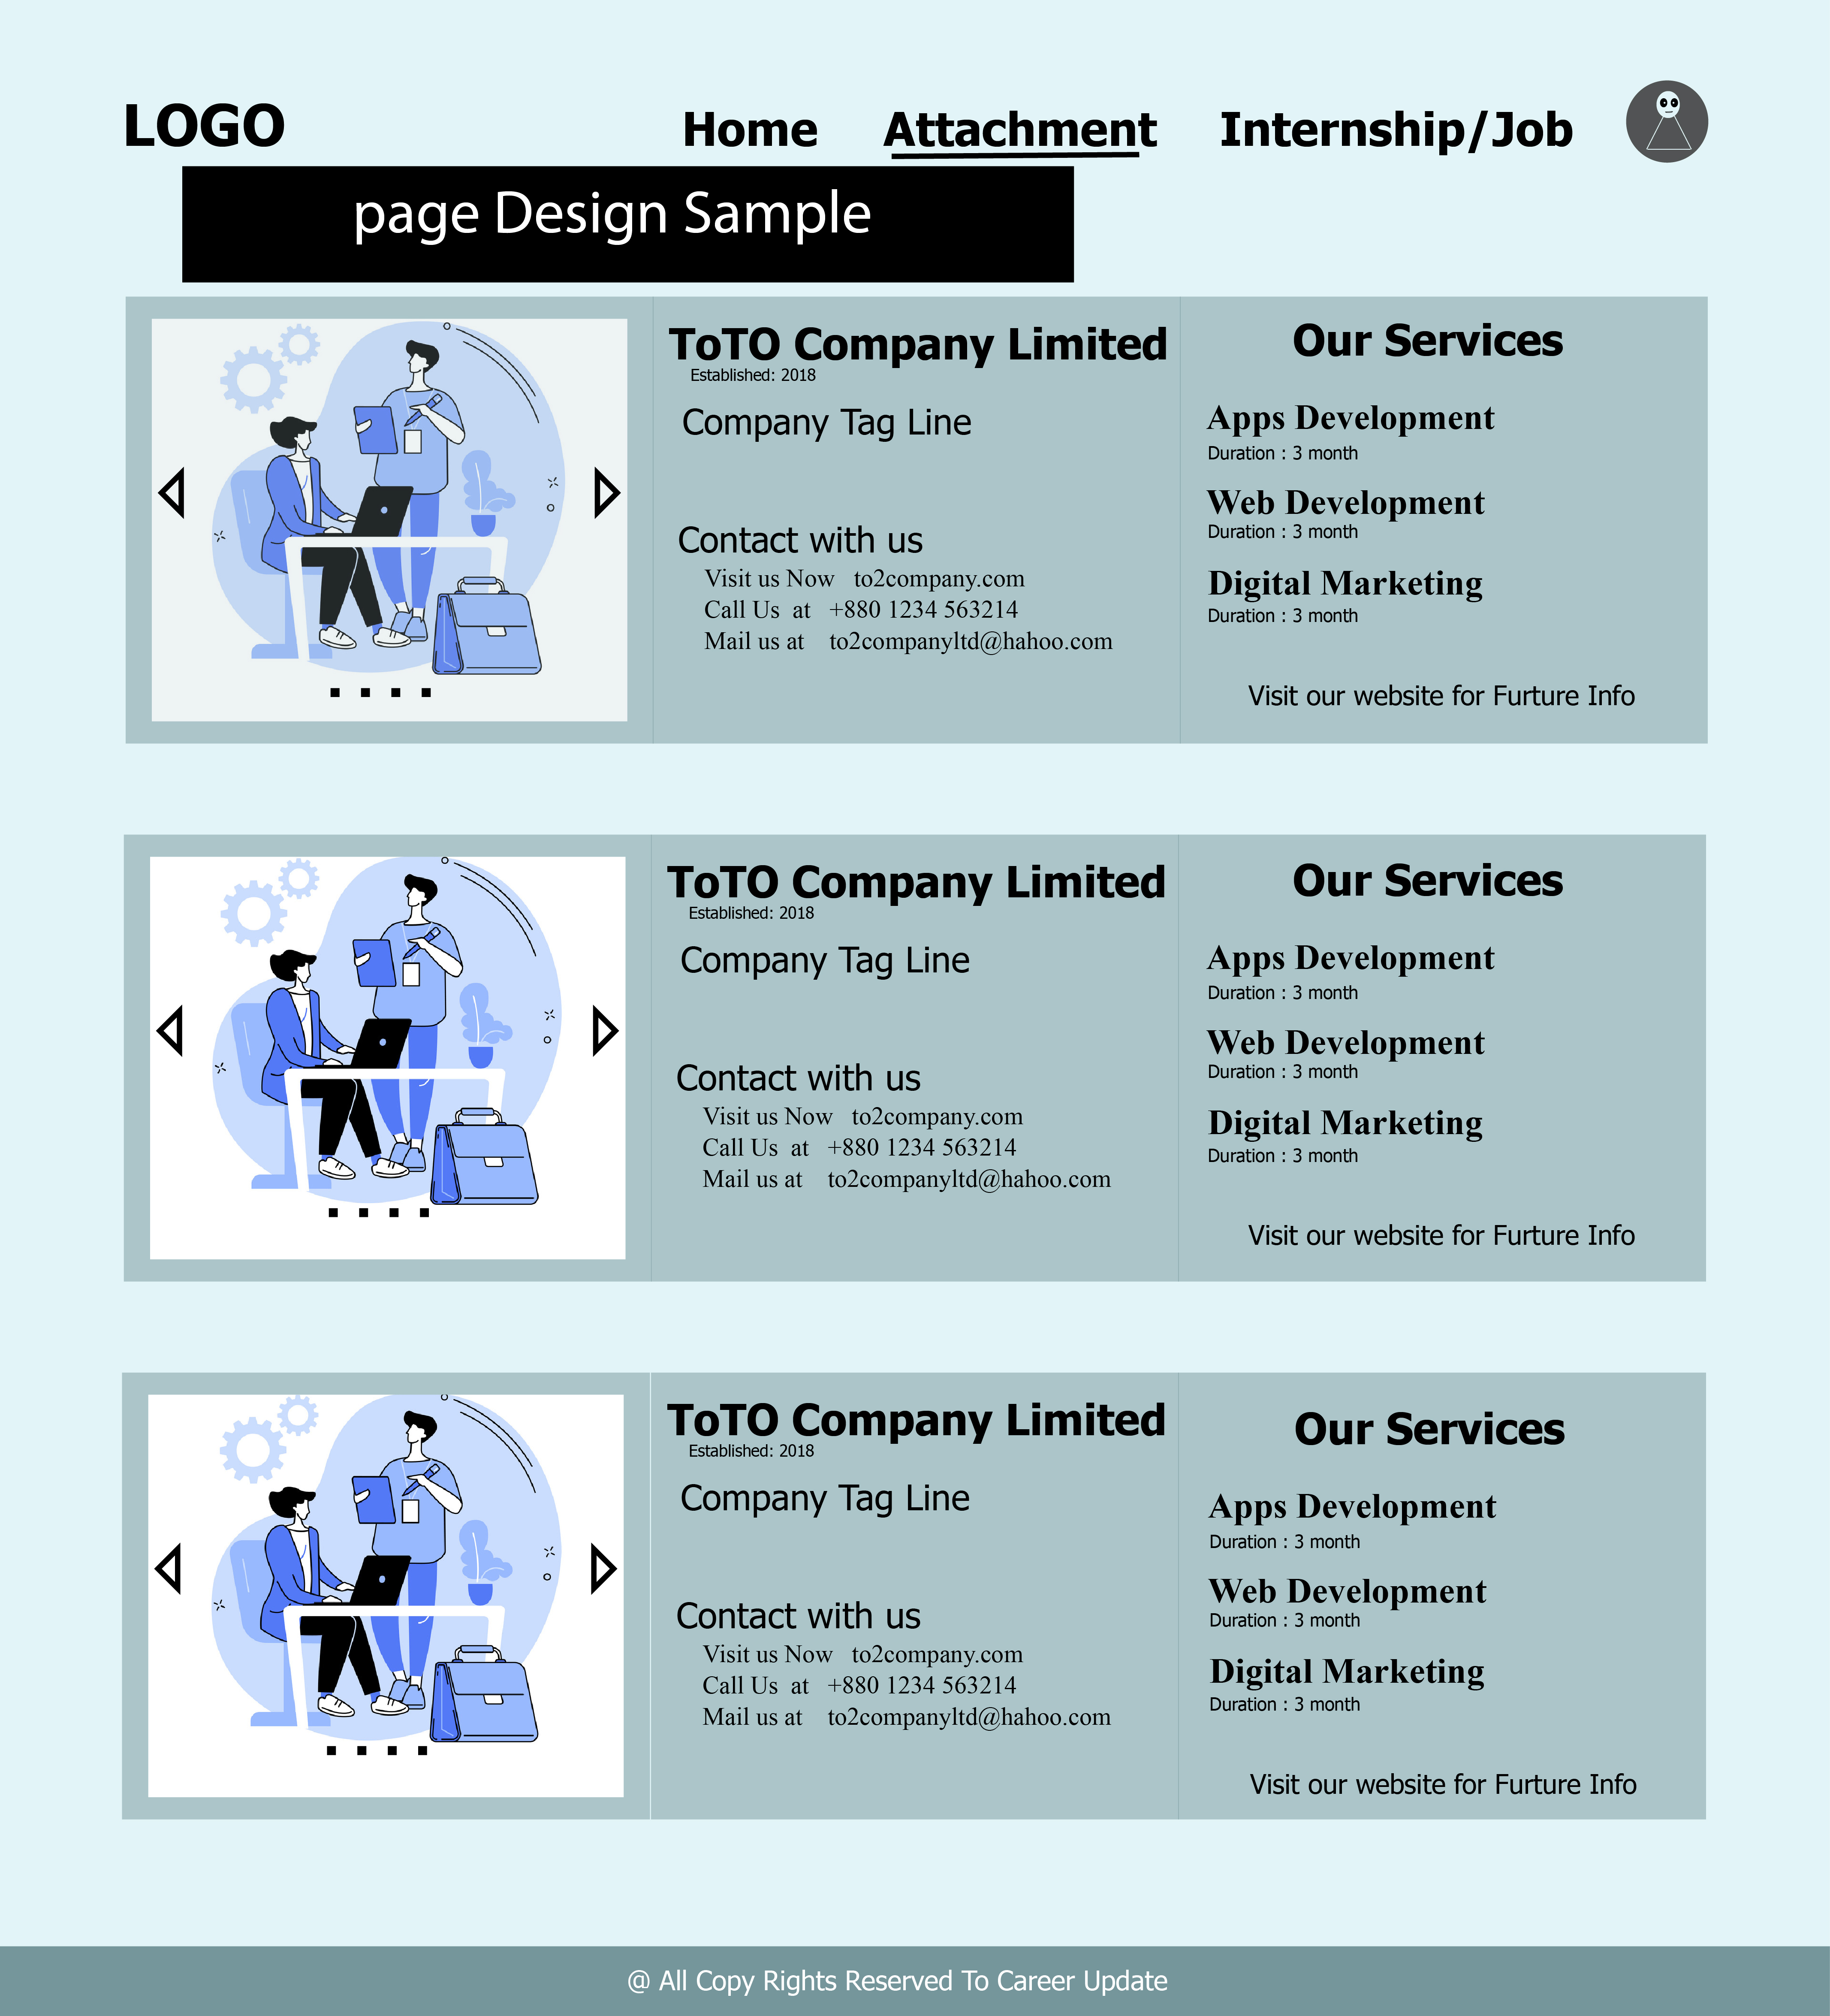 LOGO
Home Attachment Internship/Job
page Design Sample
ToTO Company Limited
Established: 2018
Company Tag Line
Contact with us
Visit us Now to2company.com
Call Us at +880 1234 563214
Mail us at to2companyltd@hahoo.com
Our Services
Apps Development
Duration : 3 month
Web Development
Duration : 3 month
Digital Marketing
Duration : 3 month
Visit our website for Furture Info
ToTO Company Limited
Established: 2018
Company Tag Line
Contact with us
Visit us Now to2company.com
Call Us at +880 1234 563214
Mail us at to2companyltd@hahoo.com
Our Services
Apps Development
Duration : 3 month
Web Development
Duration : 3 month
Digital Marketing
Duration : 3 month
Visit our website for Furture Info
ToTO Company Limited
Established: 2018
Company Tag Line
Contact with us
Visit us Now to2company.com
Call Us at +880 1234 563214
Mail us at to2companyltd@hahoo.com
Our Services
Apps Development
Duration : 3 month
Web Development
Duration : 3 month
Digital Marketing
Duration : 3 month
Visit our website for Furture Info
@ All Copy Rights Reserved To Career Update